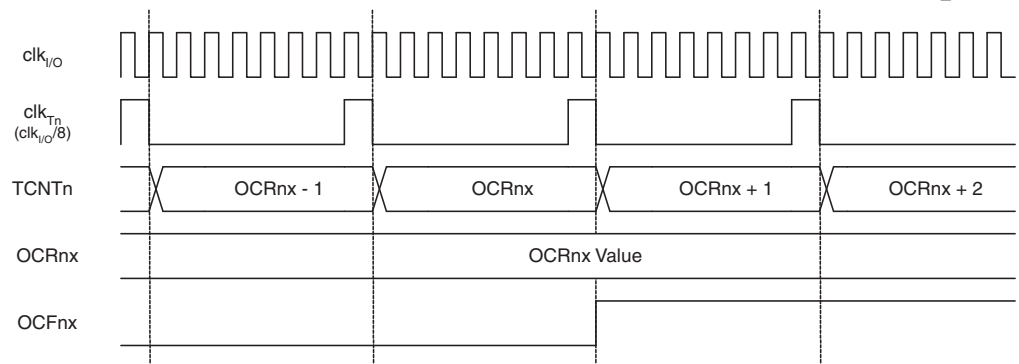 clkI/O
clkTn
(clkI/O/8)
TCNTn OCRnx - 1 OCRnx OCRnx + 1 OCRnx + 2
OCRnx OCRnx Value
OCFnx